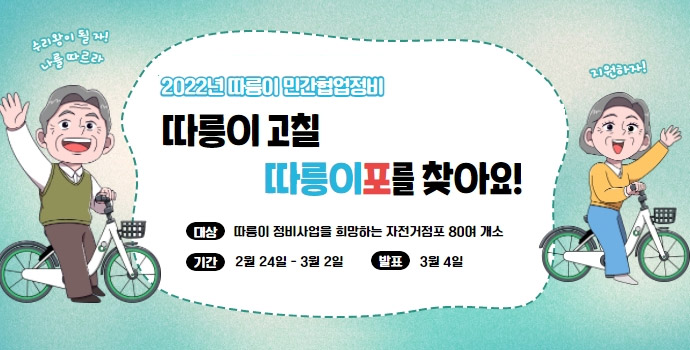 수리왕이 될 자!
나를 따르라
지원하자!
2022년 따릉이 민간협업정비
따릉이 고칠
따릉이포를 찾아요!
대상 따릉이 정비사업을 희망하는 자전거점포 80여 개소
기간 2월 24일 - 3월 2일 발표 3월 4일